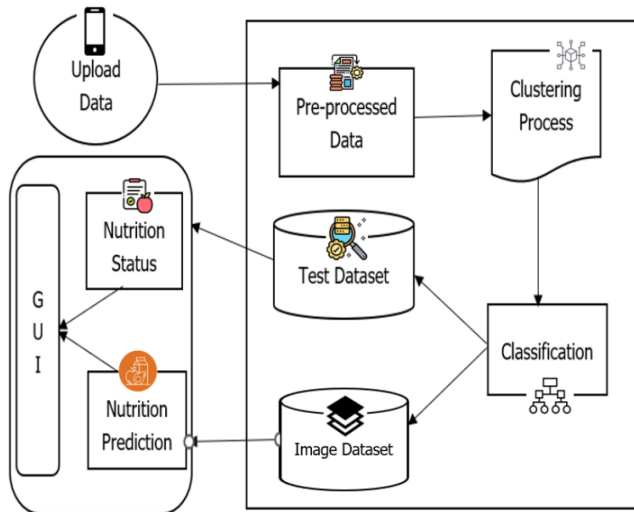 Upload
Data
Pre-processed
Data
Clustering
Process
Nutrition
Status
Test Dataset
G
U
I
Classification
Nutrition
Prediction
Image Dataset